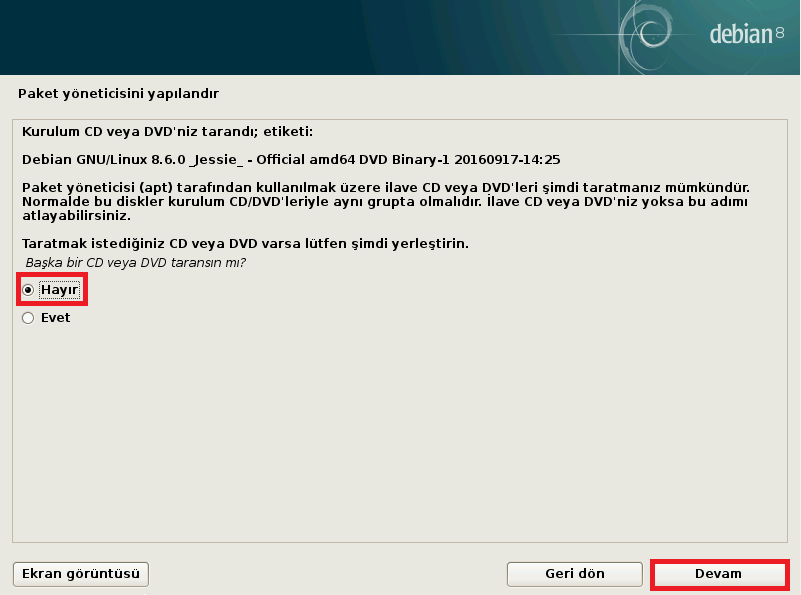 debian 8
Paket yöneticisini yapılandır
Kurulum CD veya DVD'niz tarandı; etiketi:
Debian GNU/Linux 8.6.0 _Jessie_ - Official amd64 DVD Binary-1 20160917-14:25
Paket yöneticisi (apt) tarafından kullanılmak üzere ilave CD veya DVD'leri şimdi taratmanız mümkündür.
Normalde bu diskler kurulum CD/DVD'leriyle aynı grupta olmalıdır. İlave CD veya DVD'niz yoksa bu adımı
atlayabilirsiniz.
Taratmak istediğiniz CD veya DVD varsa lütfen şimdi yerleştirin.
Başka bir CD veya DVD taransın mı?
Hayır
Evet
Ekran görüntüsü
Geri dön
Devam